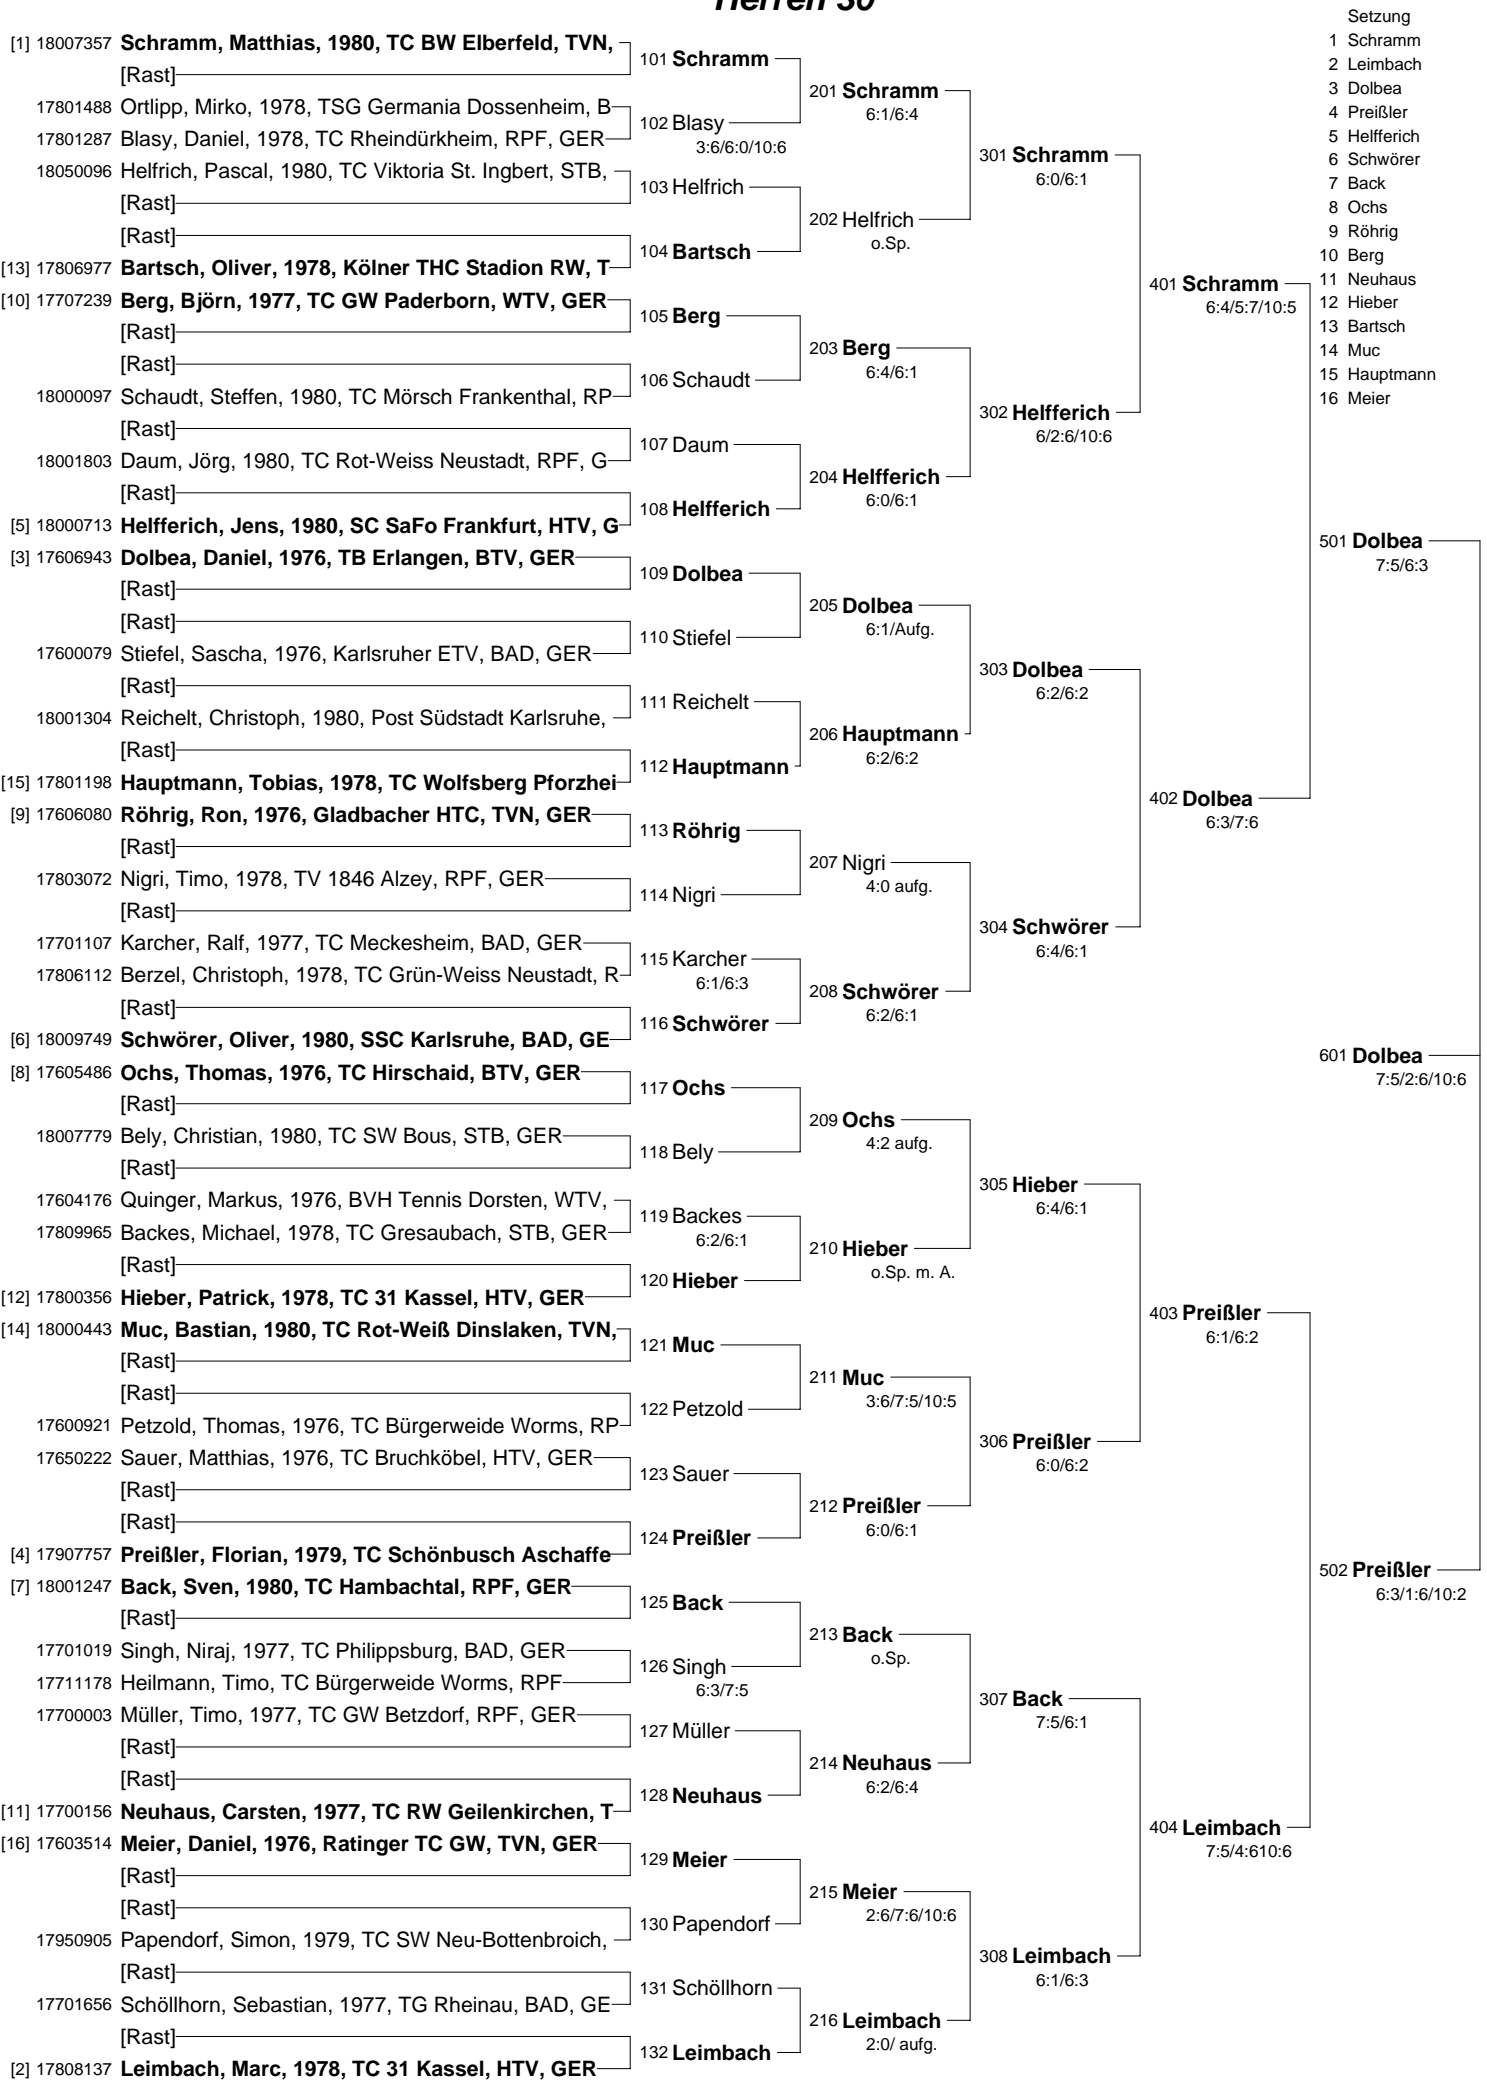 Herren 30
Setzung
1 Schramm
2 Leimbach
3 Dolbea
4 Preißler
5 Helfferich
6 Schwörer
7 Back
8 Ochs
9 Röhrig
10 Berg
11 Neuhaus
12 Hieber
13 Bartsch
14 Muc
15 Hauptmann
16 Meier
[1] 18007357 Schramm, Matthias, 1980, TC BW Elberfeld, TVN,
[Rast]
17801488 Ortlipp, Mirko, 1978, TSG Germania Dossenheim, B
17801287 Blasy, Daniel, 1978, TC Rheindürkheim, RPF, GER
18050096 Helfrich, Pascal, 1980, TC Viktoria St. Ingbert, STB,
[Rast]
[Rast]
[13] 17806977 Bartsch, Oliver, 1978, Kölner THC Stadion RW, T
[10] 17707239 Berg, Björn, 1977, TC GW Paderborn, WTV, GER
[Rast]
[Rast]
18000097 Schaudt, Steffen, 1980, TC Mörsch Frankenthal, RP
[Rast]
18001803 Daum, Jörg, 1980, TC Rot-Weiss Neustadt, RPF, G
[Rast]
[5] 18000713 Helfferich, Jens, 1980, SC SaFo Frankfurt, HTV, G
[3] 17606943 Dolbea, Daniel, 1976, TB Erlangen, BTV, GER
[Rast]
[Rast]
17600079 Stiefel, Sascha, 1976, Karlsruher ETV, BAD, GER
[Rast]
18001304 Reichelt, Christoph, 1980, Post Südstadt Karlsruhe,
[Rast]
[15] 17801198 Hauptmann, Tobias, 1978, TC Wolfsberg Pforzhei
[9] 17606080 Röhrig, Ron, 1976, Gladbacher HTC, TVN, GER
[Rast]
17803072 Nigri, Timo, 1978, TV 1846 Alzey, RPF, GER
[Rast]
17701107 Karcher, Ralf, 1977, TC Meckesheim, BAD, GER
17806112 Berzel, Christoph, 1978, TC Grün-Weiss Neustadt, R
[Rast]
[6] 18009749 Schwörer, Oliver, 1980, SSC Karlsruhe, BAD, GE
[8] 17605486 Ochs, Thomas, 1976, TC Hirschaid, BTV, GER
[Rast]
18007779 Bely, Christian, 1980, TC SW Bous, STB, GER
[Rast]
17604176 Quinger, Markus, 1976, BVH Tennis Dorsten, WTV,
17809965 Backes, Michael, 1978, TC Gresaubach, STB, GER
[Rast]
[12] 17800356 Hieber, Patrick, 1978, TC 31 Kassel, HTV, GER
[14] 18000443 Muc, Bastian, 1980, TC Rot-Weiß Dinslaken, TVN,
[Rast]
[Rast]
17600921 Petzold, Thomas, 1976, TC Bürgerweide Worms, RP
17650222 Sauer, Matthias, 1976, TC Bruchköbel, HTV, GER
[Rast]
[Rast]
[4] 17907757 Preißler, Florian, 1979, TC Schönbusch Aschaffe
[7] 18001247 Back, Sven, 1980, TC Hambachtal, RPF, GER
[Rast]
17701019 Singh, Niraj, 1977, TC Philippsburg, BAD, GER
17711178 Heilmann, Timo, TC Bürgerweide Worms, RPF
17700003 Müller, Timo, 1977, TC GW Betzdorf, RPF, GER
[Rast]
[Rast]
[11] 17700156 Neuhaus, Carsten, 1977, TC RW Geilenkirchen, T
[16] 17603514 Meier, Daniel, 1976, Ratinger TC GW, TVN, GER
[Rast]
[Rast]
17950905 Papendorf, Simon, 1979, TC SW Neu-Bottenbroich,
[Rast]
17701656 Schöllhorn, Sebastian, 1977, TG Rheinau, BAD, GE
[Rast]
[2] 17808137 Leimbach, Marc, 1978, TC 31 Kassel, HTV, GER
101 Schramm
102 Blasy
3:6/6:0/10:6
103 Helfrich
104 Bartsch
105 Berg
106 Schaudt
107 Daum
108 Helfferich
109 Dolbea
110 Stiefel
111 Reichelt
112 Hauptmann
113 Röhrig
114 Nigri
115 Karcher
6:1/6:3
116 Schwörer
117 Ochs
118 Bely
119 Backes
6:2/6:1
120 Hieber
121 Muc
122 Petzold
123 Sauer
124 Preißler
125 Back
126 Singh
6:3/7:5
127 Müller
128 Neuhaus
129 Meier
130 Papendorf
131 Schöllhorn
132 Leimbach
201 Schramm
6:1/6:4
202 Helfrich
o.Sp.
203 Berg
6:4/6:1
204 Helfferich
6:0/6:1
205 Dolbea
6:1/Aufg.
206 Hauptmann
6:2/6:2
207 Nigri
4:0 aufg.
208 Schwörer
6:2/6:1
209 Ochs
4:2 aufg.
210 Hieber
o.Sp. m. A.
211 Muc
3:6/7:5/10:5
212 Preißler
6:0/6:1
213 Back
o.Sp.
214 Neuhaus
6:2/6:4
215 Meier
2:6/7:6/10:6
216 Leimbach
2:0/ aufg.
301 Schramm
6:0/6:1
302 Helfferich
6/2:6/10:6
303 Dolbea
6:2/6:2
304 Schwörer
6:4/6:1
305 Hieber
6:4/6:1
306 Preißler
6:0/6:2
307 Back
7:5/6:1
308 Leimbach
6:1/6:3
401 Schramm
6:4/5:7/10:5
402 Dolbea
6:3/7:6
403 Preißler
6:1/6:2
404 Leimbach
7:5/4:610:6
501 Dolbea
7:5/6:3
502 Preißler
6:3/1:6/10:2
601 Dolbea
7:5/2:6/10:6